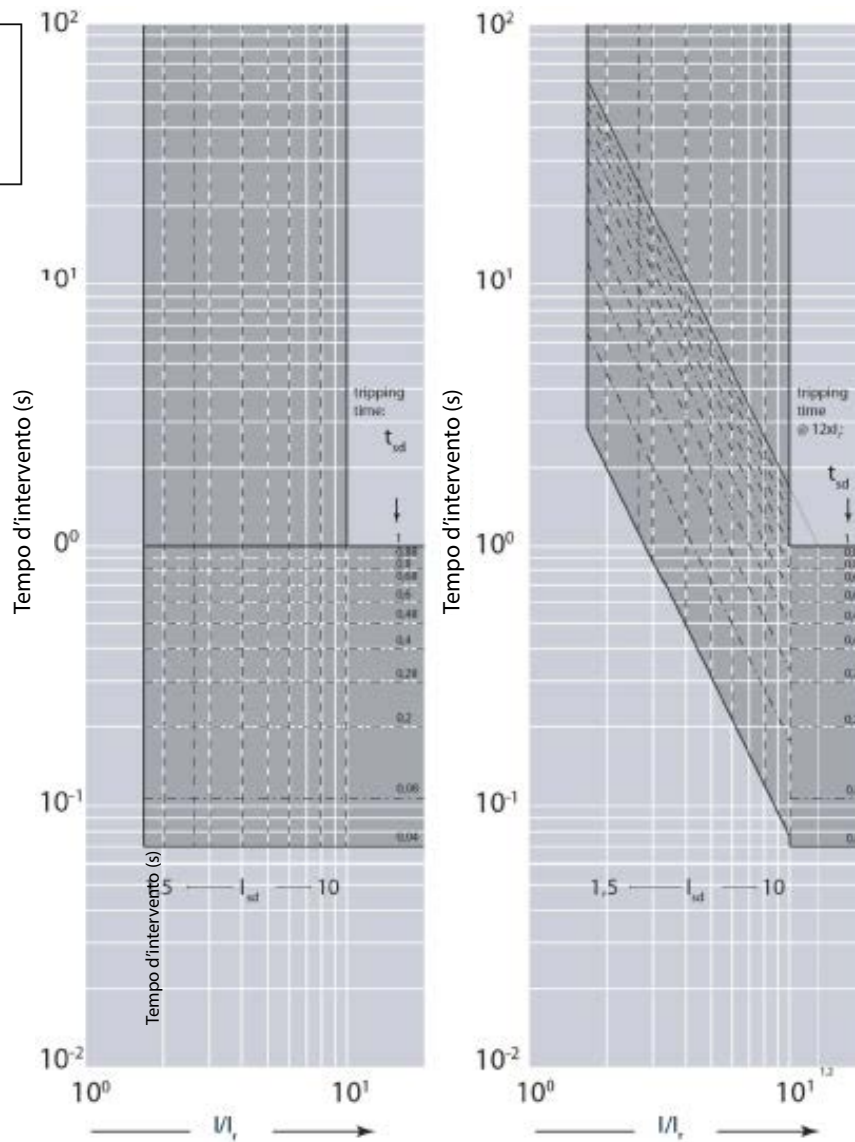 10²
10¹
0⁰
10⁻¹
10⁻²
Tempo d'intervento (s)
tripping
time:
t_sd
1
0,88
0,8
0,68
0,6
0,48
0,4
0,28
0,2
0,08
0,04
5 I_sd 10
Tempo d'intervento (s)
10⁰ 10¹
I/I_r
10²
10¹
10⁰
10⁻¹
10⁻²
Tempo d'intervento (s)
tripping
time
@ 12xI_r:
t_sd
1
1,5 I_sd 10
10⁰ 10¹ 1,2
I/I_r